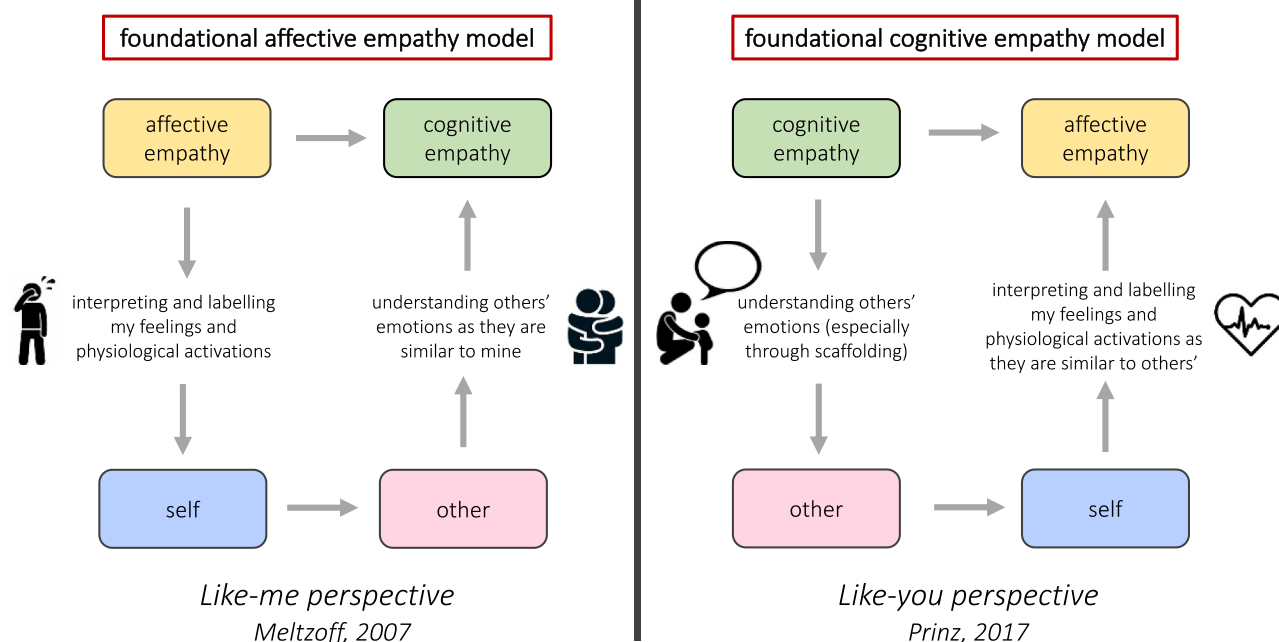 foundational affective empathy model
affective
empathy
cognitive
empathy
interpreting and labelling
my feelings and
physiological activations
understanding others’
emotions as they are
similar to mine
self
other
Like-me perspective
Meltzoff, 2007
foundational cognitive empathy model
cognitive
empathy
affective
empathy
understanding others’
emotions (especially
through scaffolding)
interpreting and labelling
my feelings and
physiological activations as
they are similar to others’
other
self
Like-you perspective
Prinz, 2017